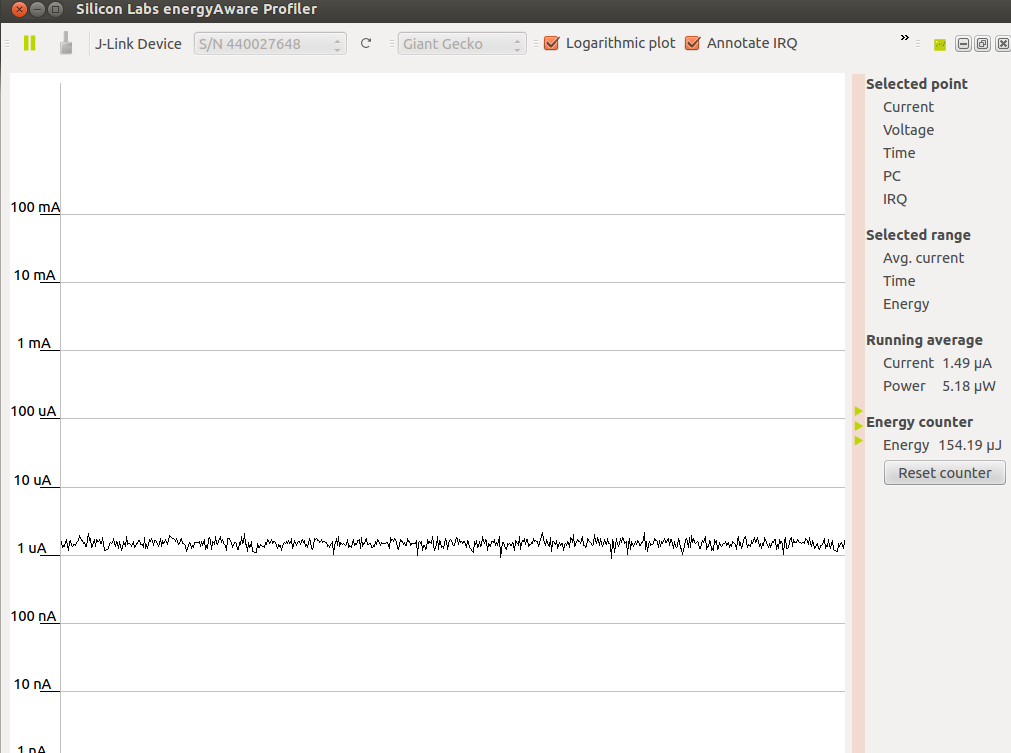 Silicon Labs energyAware Profiler
J-Link Device S/N 440027648 Giant Gecko Logarithmic plot Annotate IRQ »
100 mA
10 mA
1 mA
100 uA
10 uA
1 uA
100 nA
10 nA
1 nA
Selected point
Current
Voltage
Time
PC
IRQ
Selected range
Avg. current
Time
Energy
Running average
Current 1.49 µA
Power 5.18 µW
Energy counter
Energy 154.19 µJ
Reset counter